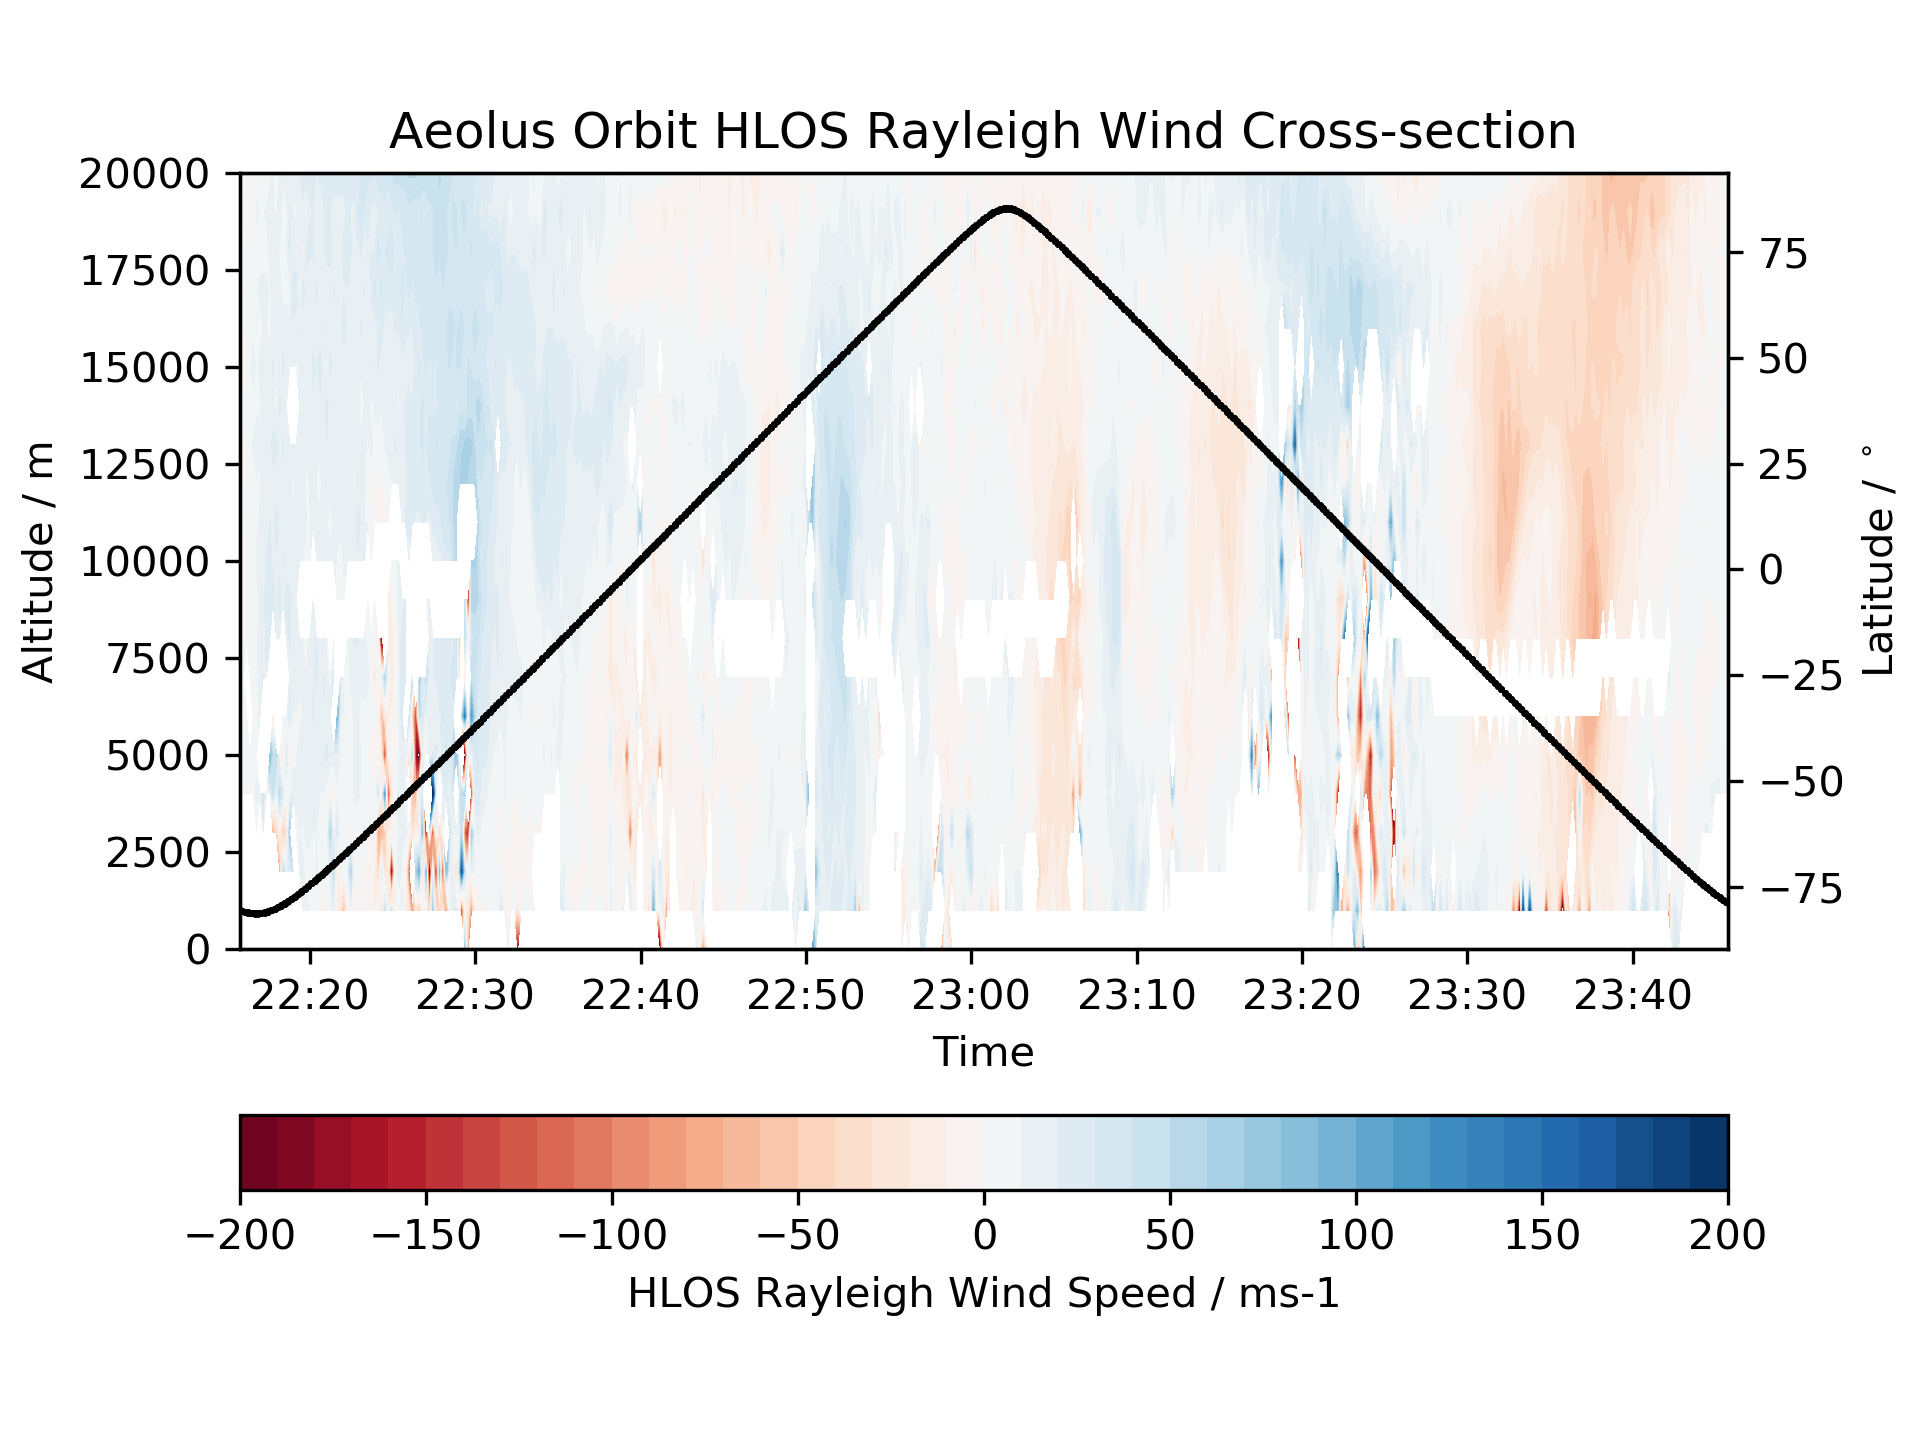 Aeolus Orbit HLOS Rayleigh Wind Cross-section
20000
17500
15000
12500
10000
7500
5000
2500
0
Altitude / m
75
50
25
0
−25
−50
−75
Latitude / °
22:20 22:30 22:40 22:50 23:00 23:10 23:20 23:30 23:40
Time
−200 −150 −100 −50 0 50 100 150 200
HLOS Rayleigh Wind Speed / ms-1